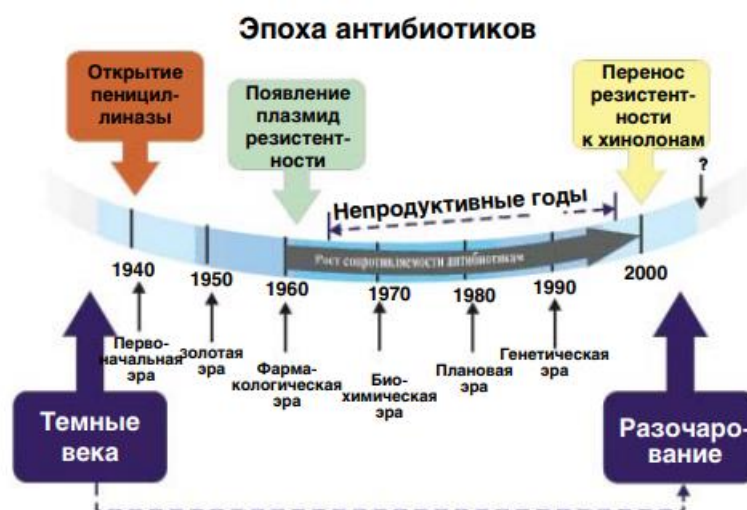 Эпоха антибиотиков
Открытие
пеницил-
линазы
Появление
плазмид
резистент-
ности
Перенос
резистент-
ности
к хинолонам
?
Непродуктивные годы
Рост сопротивляемости антибиотикам
1940
1950
1960
1970
1980
1990
2000
Перво-
начальная
эра
золотая
эра
Фарма-
кологическая
эра
Био-
химическая
эра
Плановая
эра
Генетическая
эра
Темные
века
Разочаро-
вание